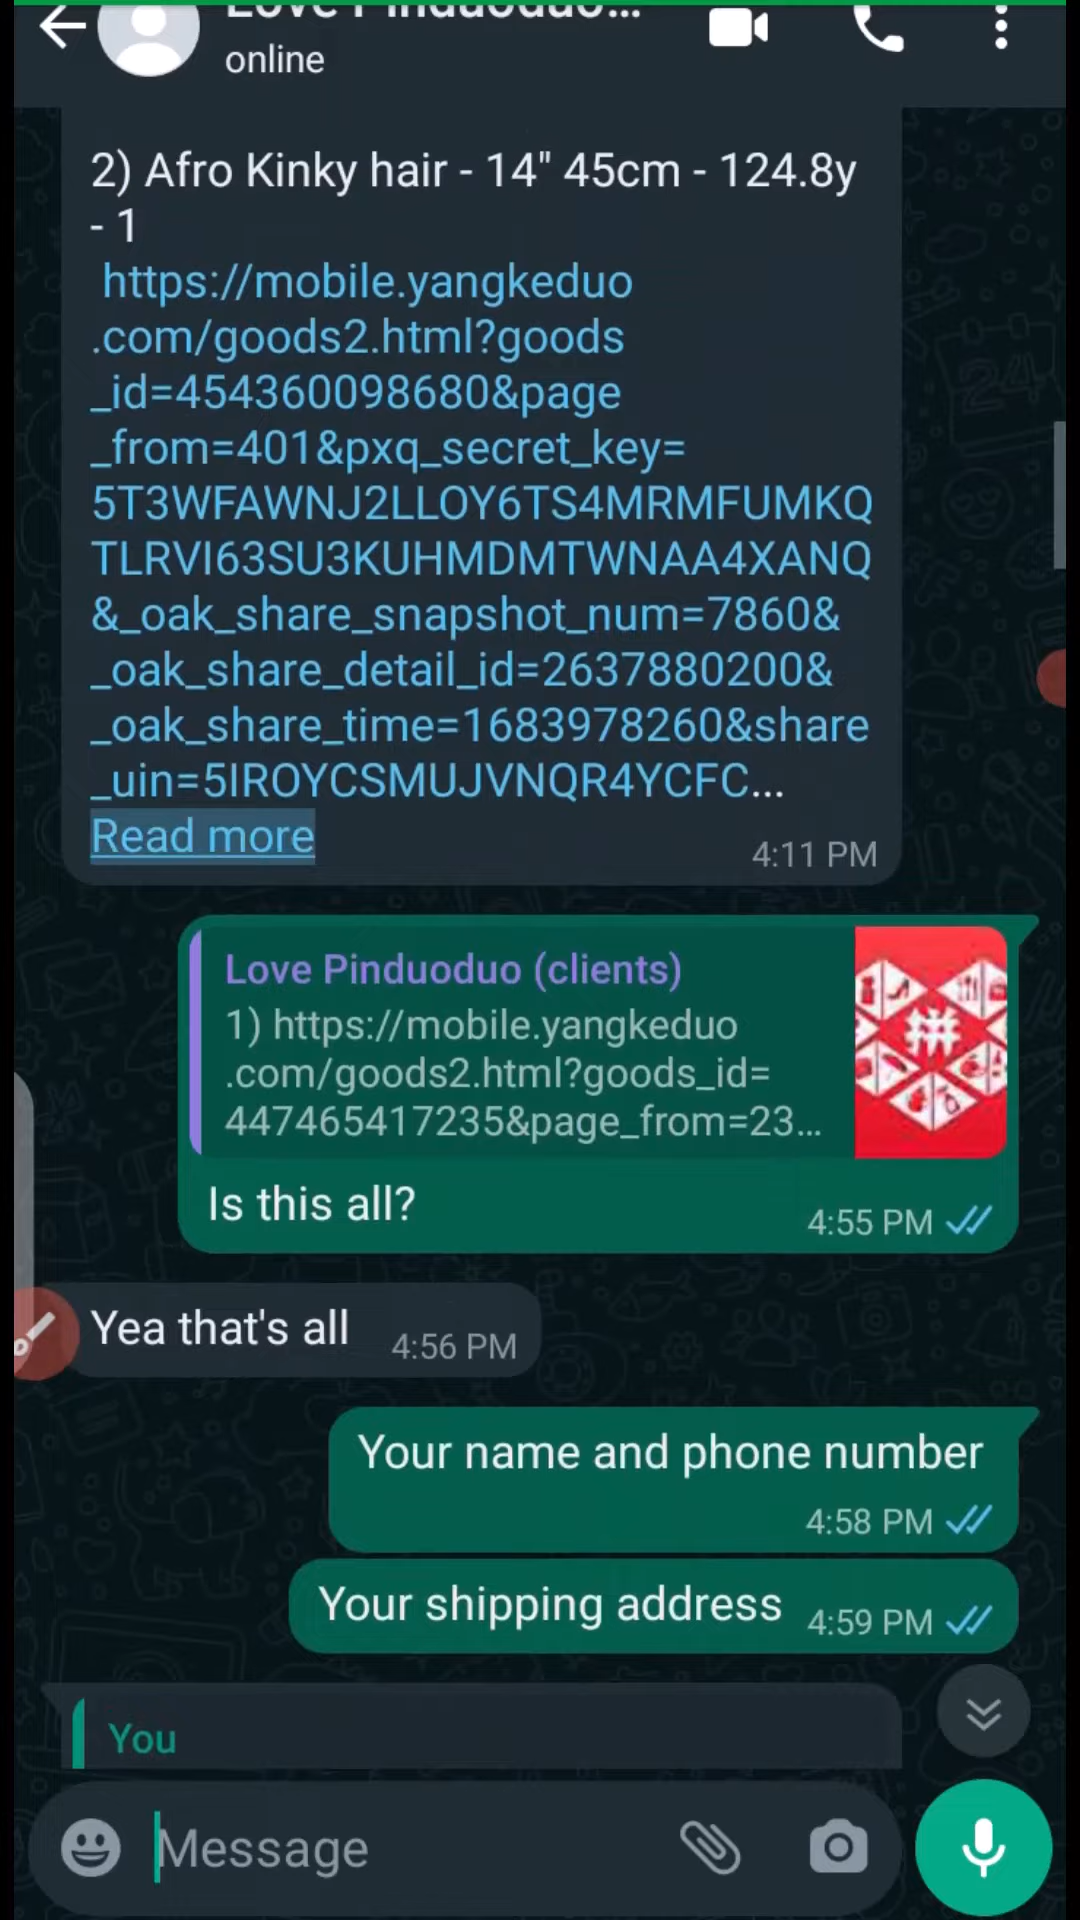 Love Pinduoduo...
online
2) Afro Kinky hair - 14" 45cm - 124.8y
- 1
https://mobile.yangkeduo
.com/goods2.html?goods
_id=454360098680&page
_from=401&pxq_secret_key=
5T3WFAWNJ2LLOY6TS4MRMFUMKQ
TLRVI63SU3KUHMDMTWNAA4XANQ
&_oak_share_snapshot_num=7860&
_oak_share_detail_id=2637880200&
_oak_share_time=1683978260&share
_uin=5IROYCSMUJVNQR4YCFC...
Read more
4:11 PM
Love Pinduoduo (clients)
1) https://mobile.yangkeduo
.com/goods2.html?goods_id=
447465417235&page_from=23...
拼
Is this all?
4:55 PM
Yea that's all
4:56 PM
Your name and phone number
4:58 PM
Your shipping address
4:59 PM
You
Message